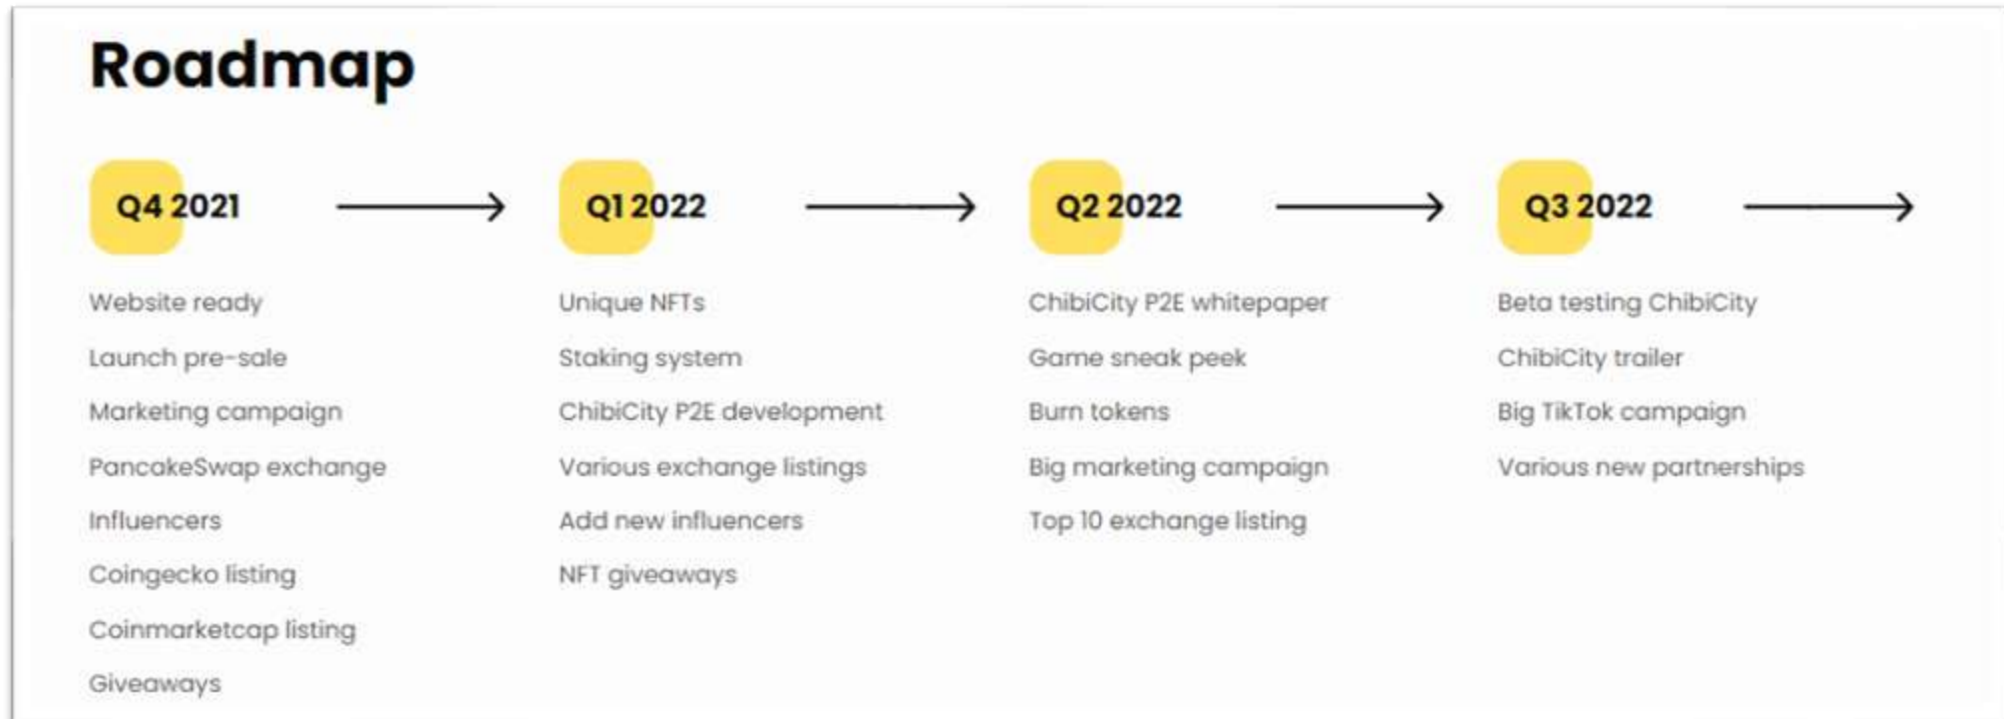 Roadmap
Q4 2021
Website ready
Launch pre-sale
Marketing campaign
PancakeSwap exchange
Influencers
Coingecko listing
Coinmarketcap listing
Giveaways
Q1 2022
Unique NFTs
Staking system
ChibiCity P2E development
Various exchange listings
Add new influencers
NFT giveaways
Q2 2022
ChibiCity P2E whitepaper
Game sneak peek
Burn tokens
Big marketing campaign
Top 10 exchange listing
Q3 2022
Beta testing ChibiCity
ChibiCity trailer
Big TikTok campaign
Various new partnerships